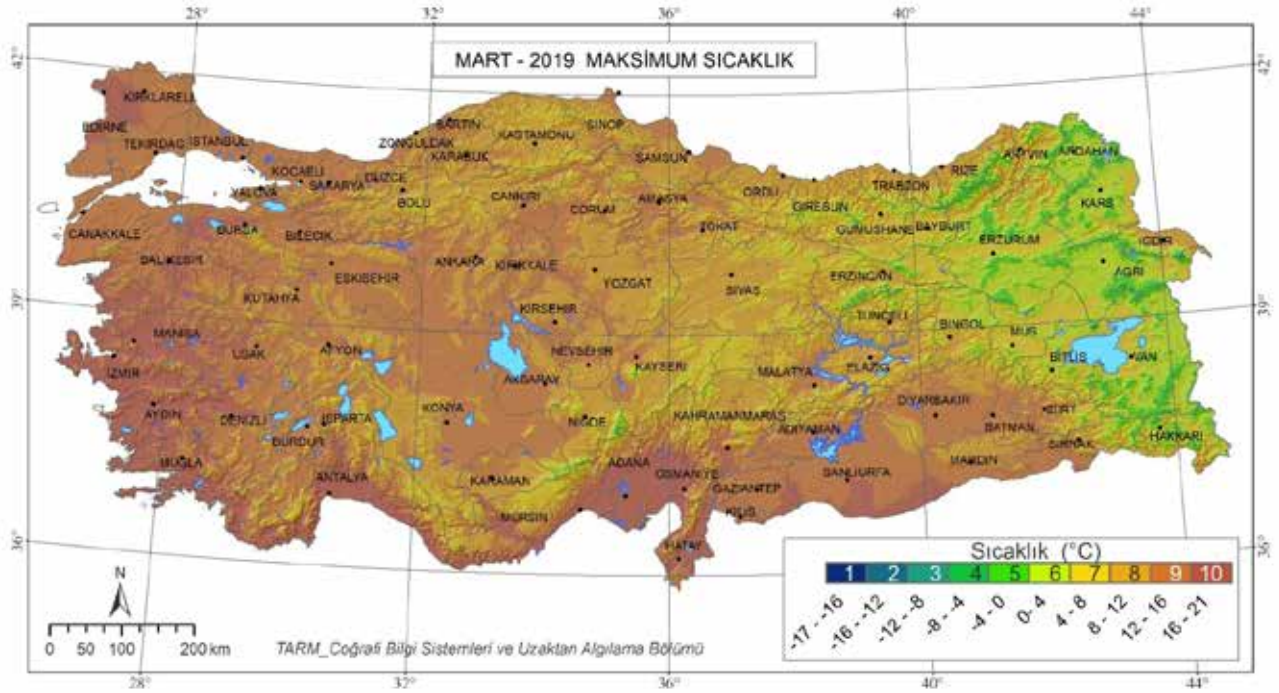 28° 32° 36° 40° 44°
42° 42°
MART - 2019 MAKSİMUM SICAKLIK
KIRKLARELİ
EDİRNE
TEKİRDAĞ İSTANBUL
KOCAELİ
YALOVA SAKARYA
DÜZCE
BOLU
ZONGULDAK
BARTIN
KARABÜK
KASTAMONU
SİNOP
SAMSUN
ÇANKIRI
ÇORUM
AMASYA
TOKAT
ORDU
GİRESUN
TRABZON
RİZE
ARTVİN
ARDAHAN
KARS
GÜMÜŞHANE BAYBURT
ERZURUM
IĞDIR
AĞRI
ÇANAKKALE
BURSA
BİLECİK
BALIKESİR
ESKİŞEHİR
ANKARA
KIRIKKALE
YOZGAT
SİVAS
ERZİNCAN
39° 39°
KÜTAHYA
KIRŞEHİR
TUNCELİ
BİNGÖL
MUŞ
MANİSA
UŞAK
AFYON
NEVŞEHİR
KAYSERİ
MALATYA
ELAZIĞ
BİTLİS
VAN
İZMİR
AKSARAY
AYDIN
DENİZLİ
ISPARTA
BURDUR
KONYA
NİĞDE
KAHRAMANMARAŞ
ADIYAMAN
DİYARBAKIR
BATMAN
SİİRT
ŞIRNAK
HAKKARİ
MUĞLA
ANTALYA
KARAMAN
MERSİN
ADANA
OSMANİYE
GAZİANTEP
ŞANLIURFA
MARDİN
KİLİS
HATAY
36° 36°
Sıcaklık (°C)
1 2 3 4 5 6 7 8 9 10
-17 - -16 -16 - -12 -12 - -8 -8 - -4 -4 - 0 0- 4 4 - 8 8 - 12 12 - 16 16 - 21
N
0 50 100 200 km
TARM_Coğrafi Bilgi Sistemleri ve Uzaktan Algılama Bölümü
28° 32° 36° 40° 44°